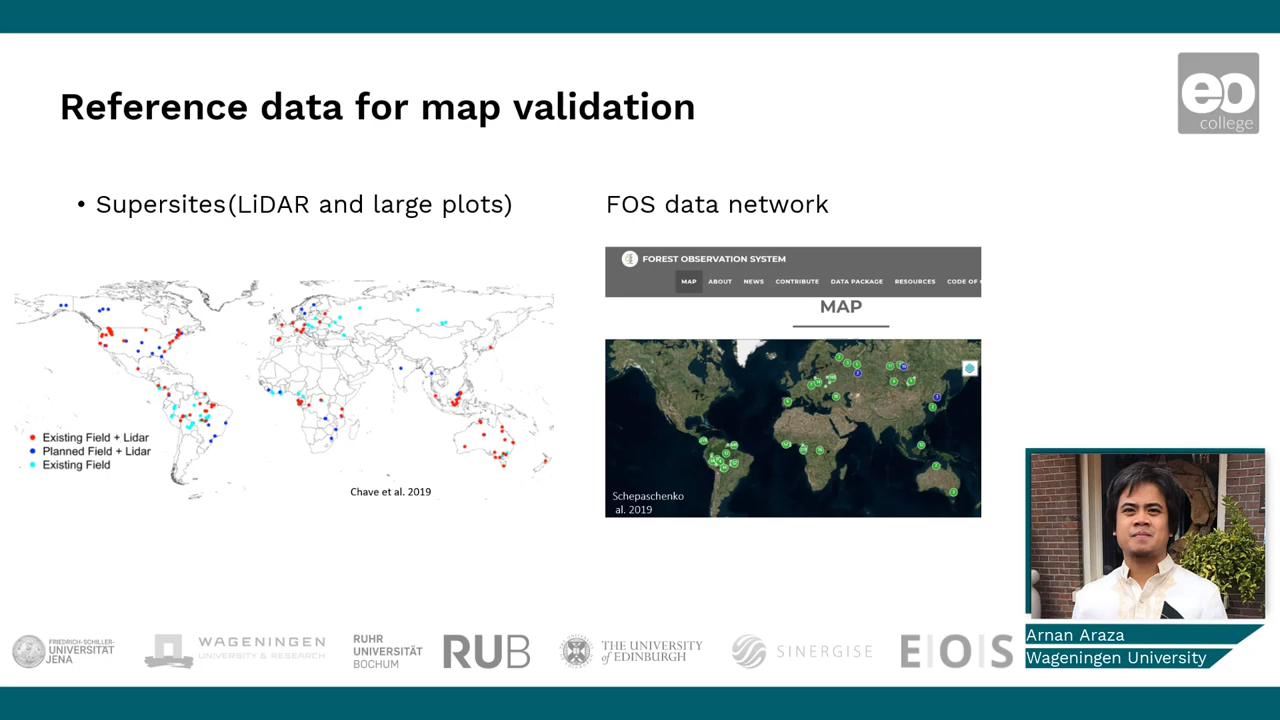 eo
college
Reference data for map validation
• Supersites(LiDAR and large plots)
FOS data network
Existing Field + Lidar
Planned Field + Lidar
Existing Field
Chave et al. 2019
FOREST OBSERVATION SYSTEM
MAP ABOUT NEWS CONTRIBUTE DATA PACKAGE RESOURCES CODE OF
MAP
Schepaschenko
al. 2019
FRIEDRICH-SCHILLER-
UNIVERSITÄT
JENA
WAGENINGEN
UNIVERSITY & RESEARCH
RUHR
UNIVERSITÄT
BOCHUM
RUB
THE UNIVERSITY
of EDINBURGH
SINERGISE
E|O|S
Arnan Araza
Wageningen University